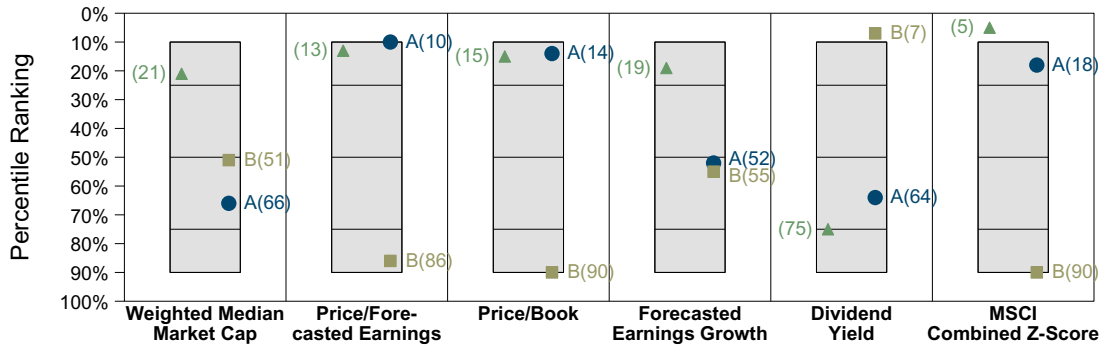 Percentile Ranking
0%
10%
20%
30%
40%
50%
60%
70%
80%
90%
100%
(21)
B(51)
A(66)
Weighted Median
Market Cap
(13)
A(10)
B(86)
Price/Fore-
casted Earnings
(15)
A(14)
B(90)
Price/Book
(19)
A(52)
B(55)
Forecasted
Earnings Growth
B(7)
A(64)
(75)
Dividend
Yield
(5)
A(18)
B(90)
MSCI
Combined Z-Score